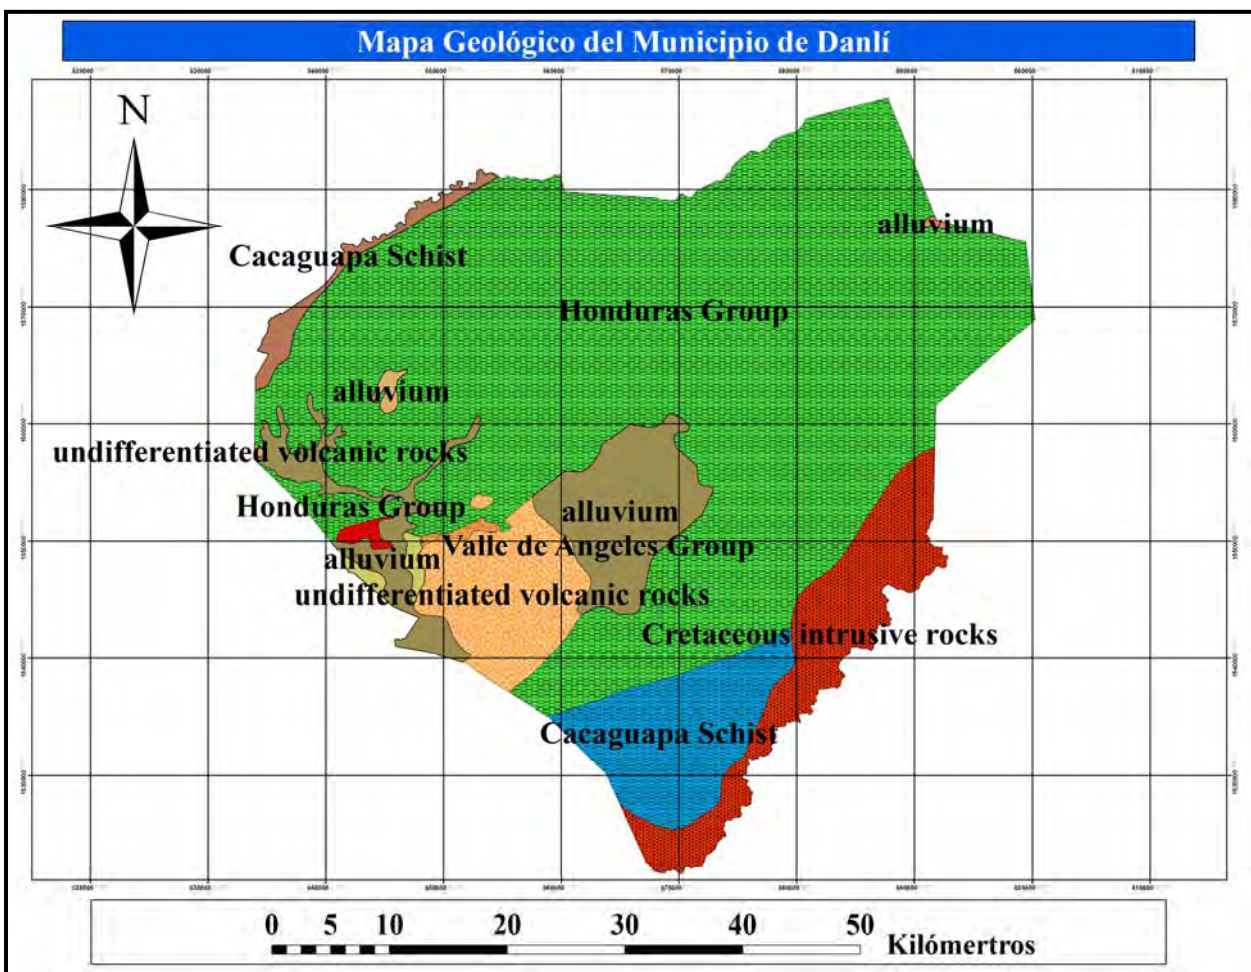 Mapa Geológico del Municipio de Danlí
N
alluvium
Cacaguapa Schist
Honduras Group
alluvium
undifferentiated volcanic rocks
Honduras Group
alluvium
Valle de Angeles Group
alluvium
undifferentiated volcanic rocks
Cretaceous intrusive rocks
Cacaguapa Schist
0 5 10 20 30 40 50
Kilómertros